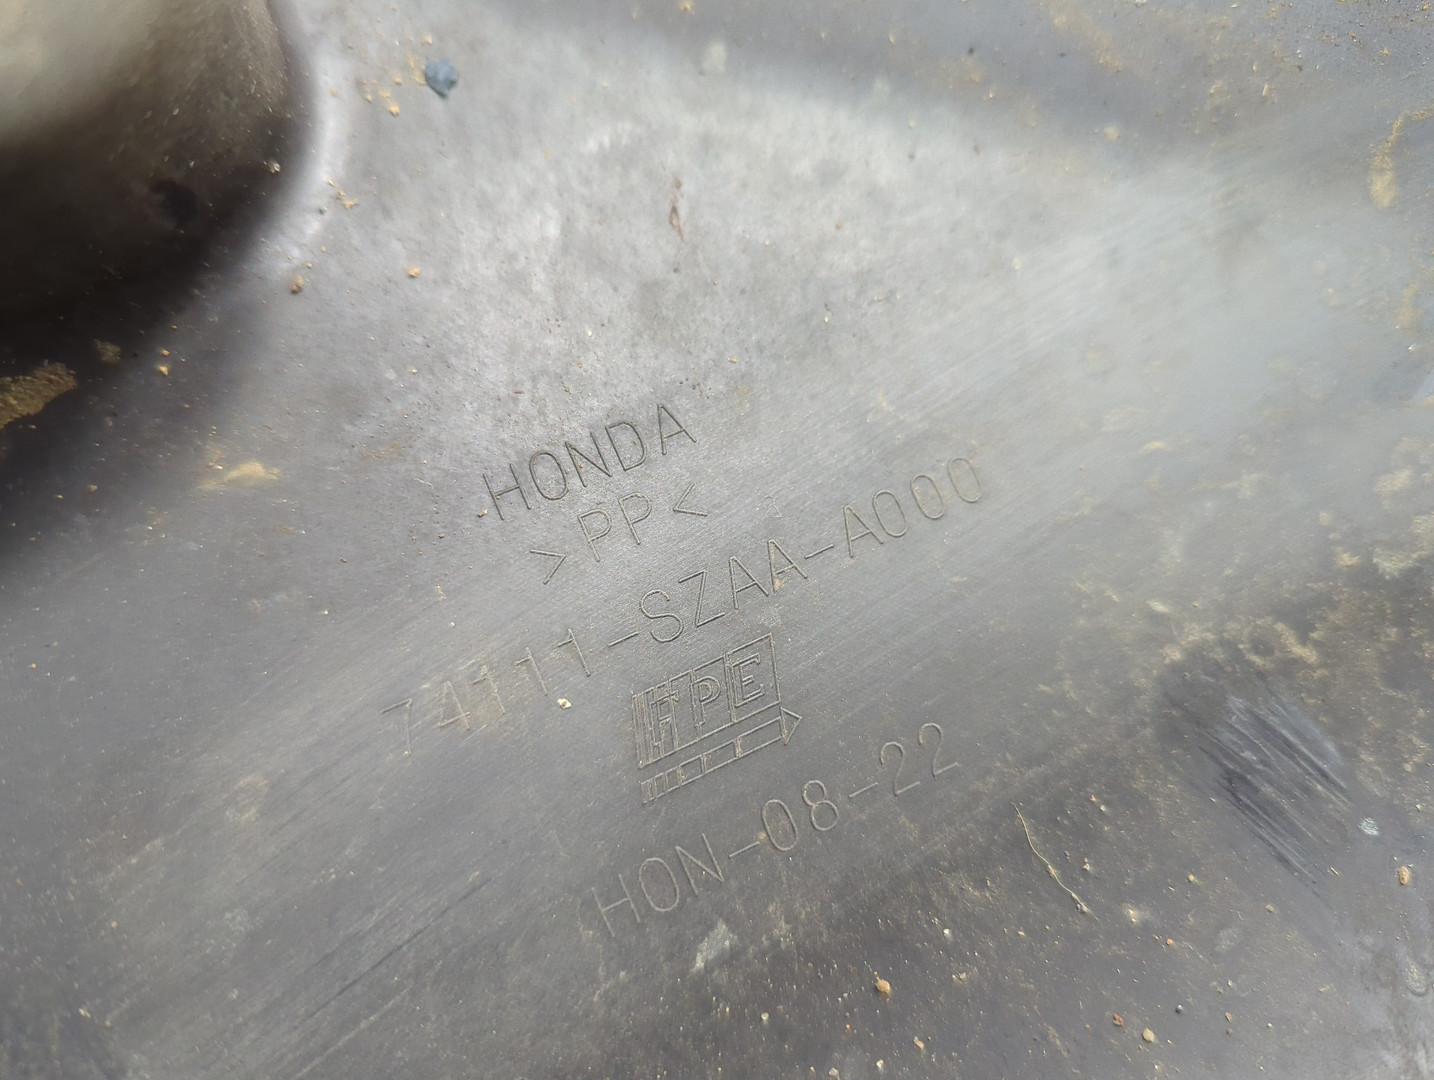 HONDA
>PP<
74111-SZAA-A000
FPE
HON-08-22